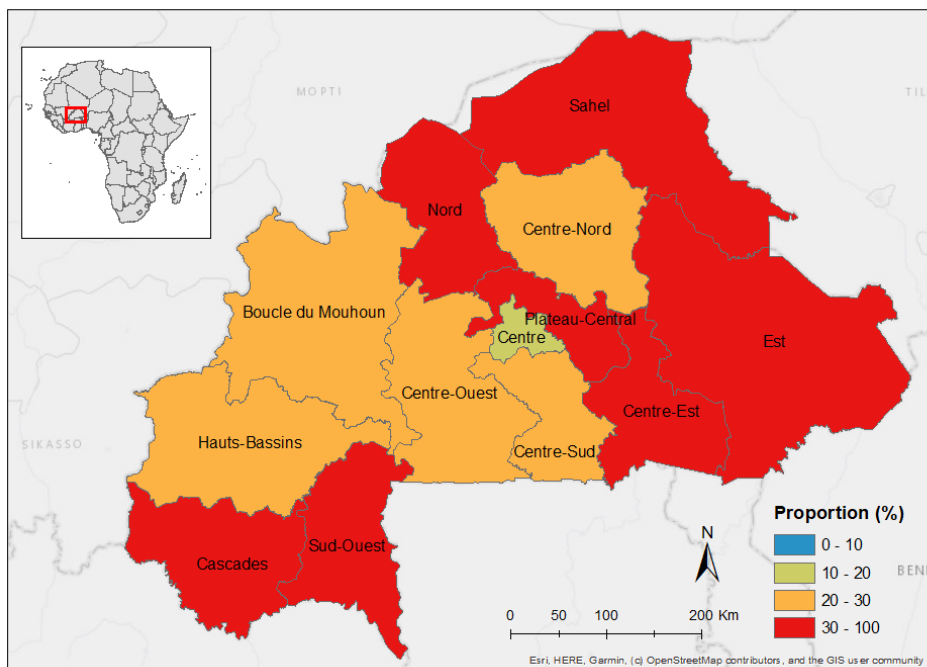 MOPTI
TIL
Sahel
Nord
Centre-Nord
Boucle du Mouhoun
Plateau-Central
Centre
Est
Centre-Ouest
Centre-Est
Hauts-Bassins
SIKASSO
Centre-Sud
Sud-Ouest
Cascades
N
0 50 100 200 Km
Proportion (%)
0 - 10
10 - 20
20 - 30
30 - 100
BENI
Esri, HERE, Garmin, (c) OpenStreetMap contributors, and the GIS user community